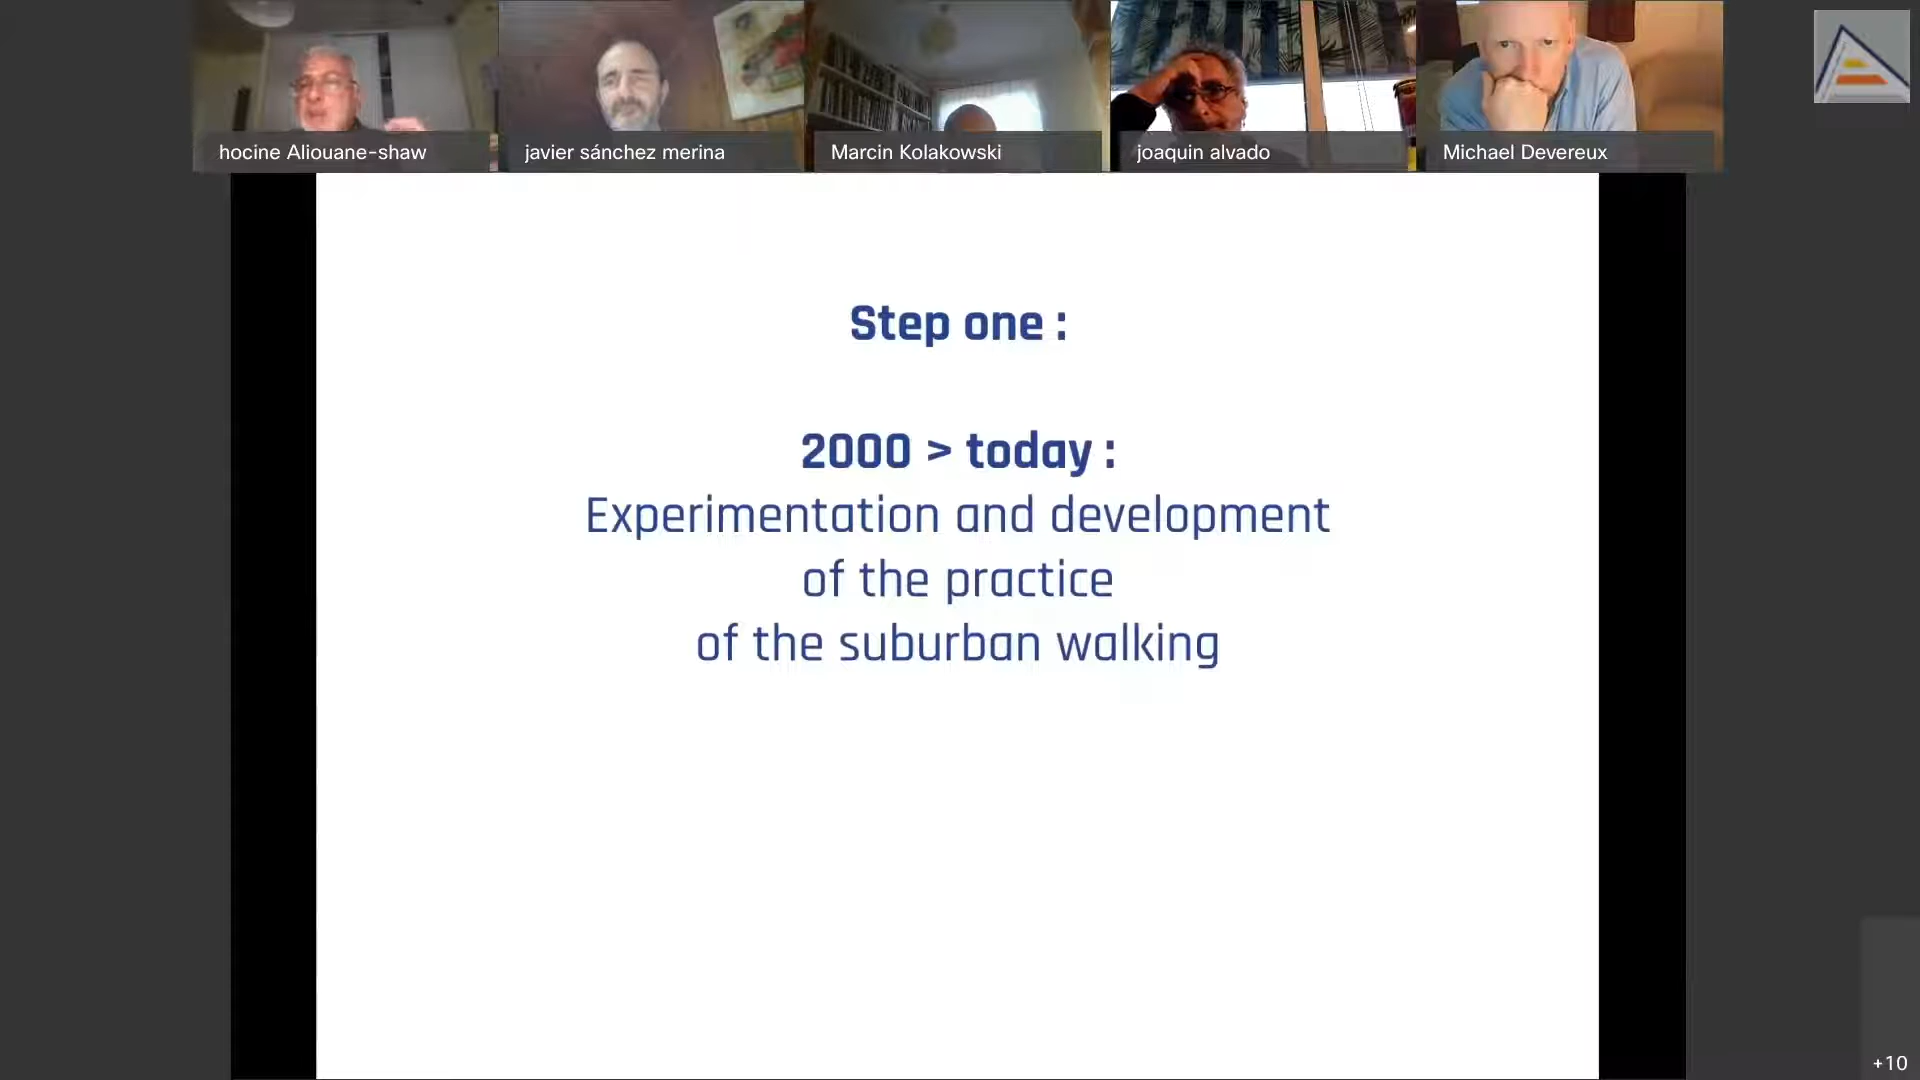 hocine Aliouane-shaw
javier sánchez merina
Marcin Kolakowski
joaquin alvado
Michael Devereux
Step one :
2000 > today :
Experimentation and development
of the practice
of the suburban walking
+10